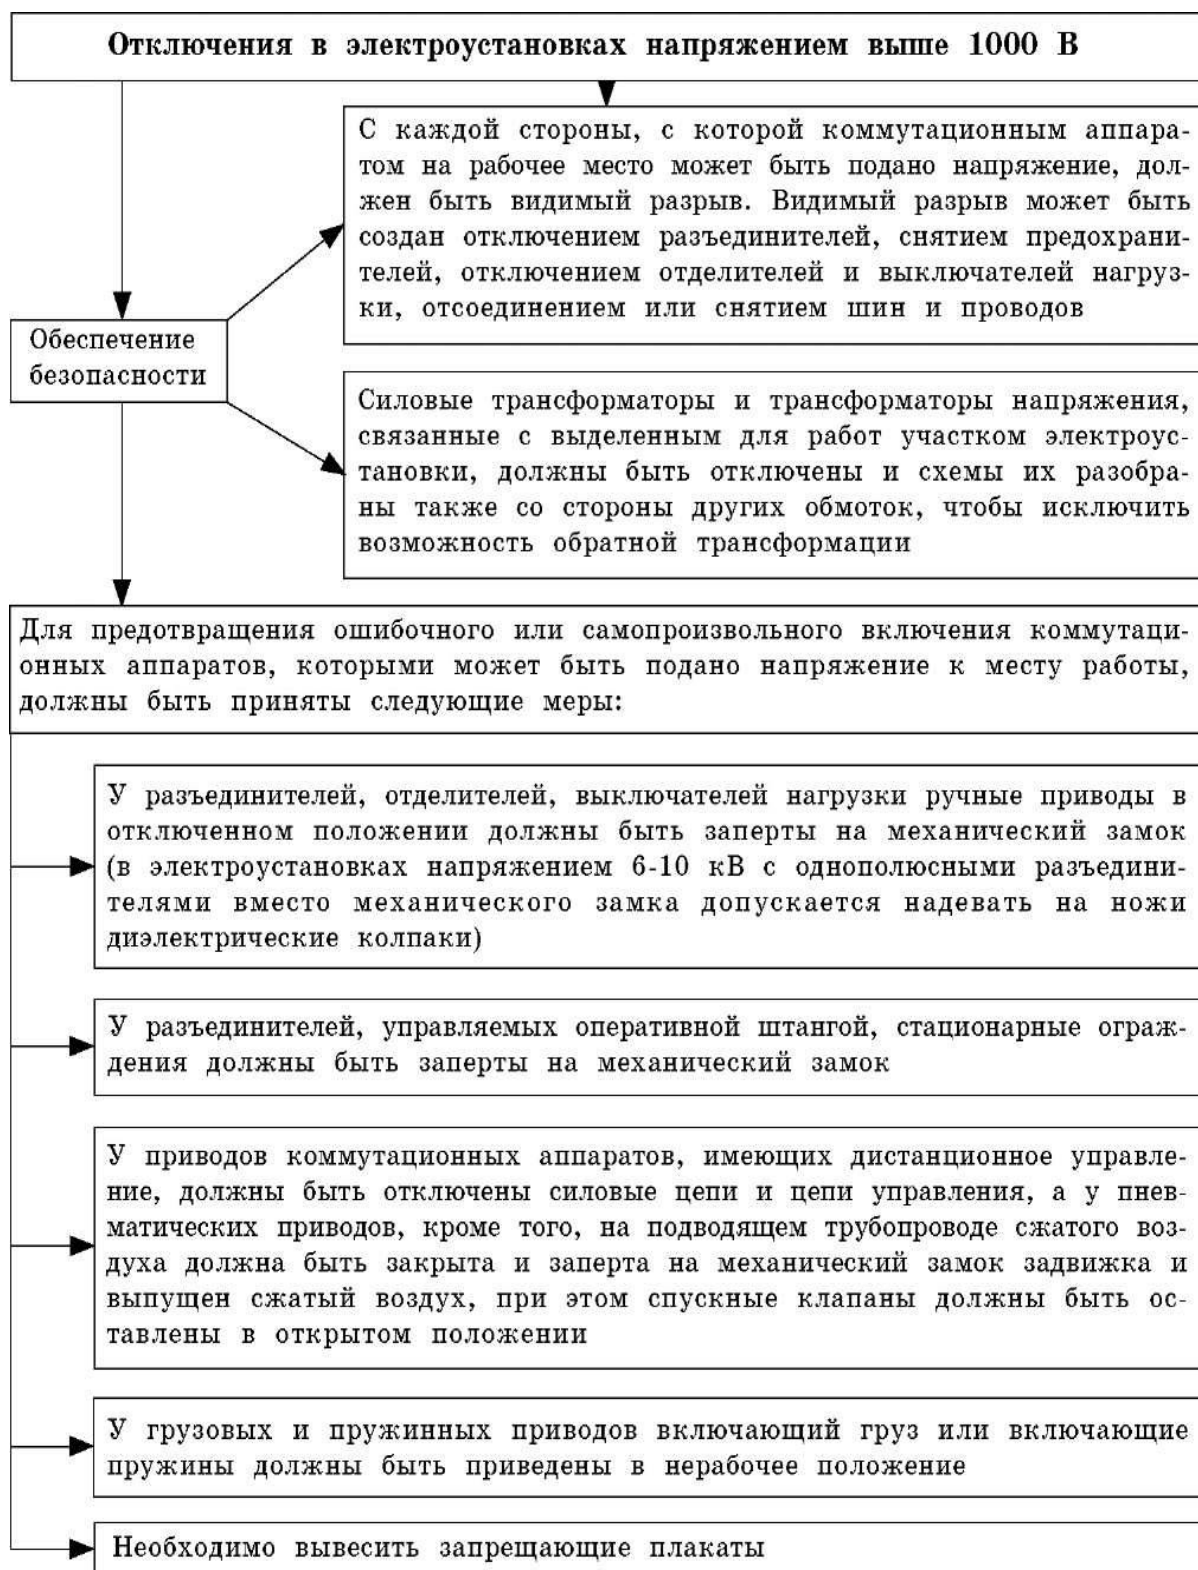 Отключения в электроустановках напряжением выше 1000 В
С каждой стороны, с которой коммутационным аппара-
том на рабочее место может быть подано напряжение, дол-
жен быть видимый разрыв. Видимый разрыв может быть
создан отключением разъединителей, снятием предохрани-
телей, отключением отделителей и выключателей нагруз-
ки, отсоединением или снятием шин и проводов
Обеспечение
безопасности
Силовые трансформаторы и трансформаторы напряжения,
связанные с выделенным для работ участком электроус-
тановки, должны быть отключены и схемы их разобра-
ны также со стороны других обмоток, чтобы исключить
возможность обратной трансформации
Для предотвращения ошибочного или самопроизвольного включения коммутаци-
онных аппаратов, которыми может быть подано напряжение к месту работы,
должны быть приняты следующие меры:
У разъединителей, отделителей, выключателей нагрузки ручные приводы в
отключенном положении должны быть заперты на механический замок
(в электроустановках напряжением 6-10 кВ с однополюсными разъедини-
телями вместо механического замка допускается надевать на ножи
диэлектрические колпаки)
У разъединителей, управляемых оперативной штангой, стационарные ограж-
дения должны быть заперты на механический замок
У приводов коммутационных аппаратов, имеющих дистанционное управле-
ние, должны быть отключены силовые цепи и цепи управления, а у пнев-
матических приводов, кроме того, на подводящем трубопроводе сжатого воз-
духа должна быть закрыта и заперта на механический замок задвижка и
выпущен сжатый воздух, при этом спускные клапаны должны быть ос-
тавлены в открытом положении
У грузовых и пружинных приводов включающий груз или включающие
пружины должны быть приведены в нерабочее положение
Необходимо вывесить запрещающие плакаты